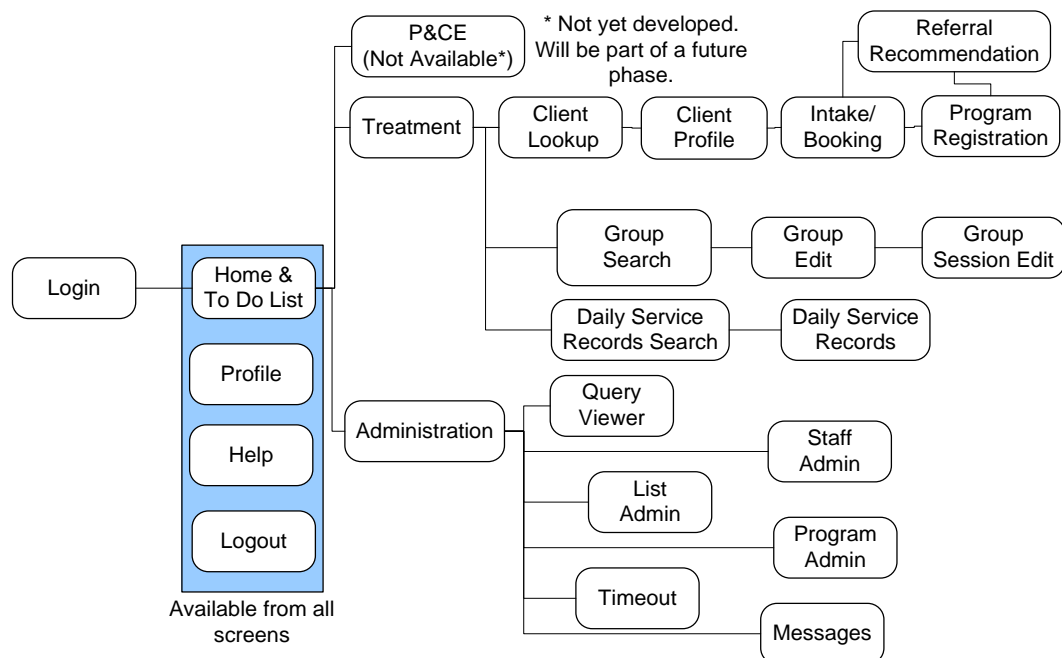 P&CE
(Not Available*)
* Not yet developed.
Will be part of a future
phase.
Referral
Recommendation
Treatment
Client
Lookup
Client
Profile
Intake/
Booking
Program
Registration
Group
Search
Group
Edit
Group
Session Edit
Login
Home &
To Do List
Daily Service
Records Search
Daily Service
Records
Profile
Help
Logout
Available from all
screens
Administration
Query
Viewer
Staff
Admin
List
Admin
Program
Admin
Timeout
Messages